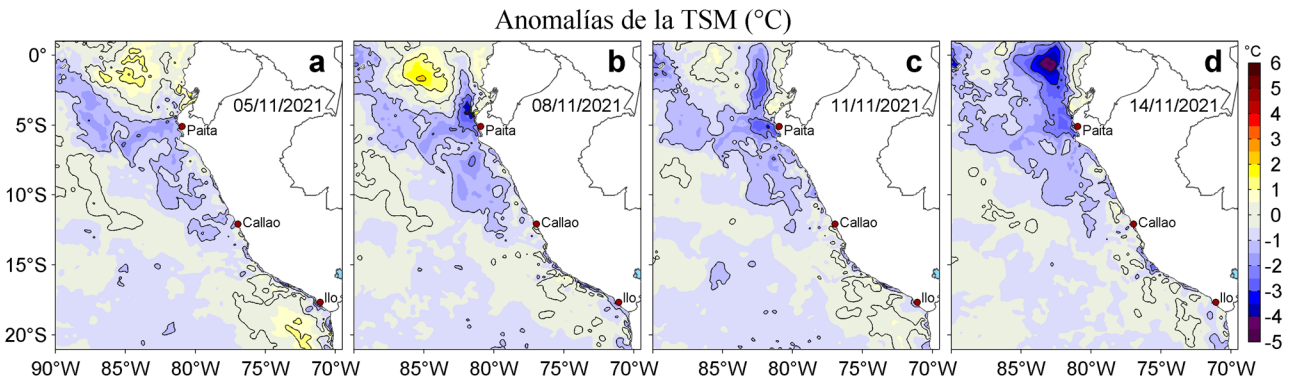 Anomalías de la TSM (°C)
a
05/11/2021
Paita
Callao
Ilo
b
08/11/2021
Paita
Callao
Ilo
c
11/11/2021
Paita
Callao
Ilo
d
14/11/2021
Paita
Callao
Ilo
0°
5°S
10°S
15°S
20°S
90°W 85°W 80°W 75°W 70°W
85°W 80°W 75°W 70°W
85°W 80°W 75°W 70°W
85°W 80°W 75°W 70°W
°C
6
5
4
3
2
1
0
-1
-2
-3
-4
-5